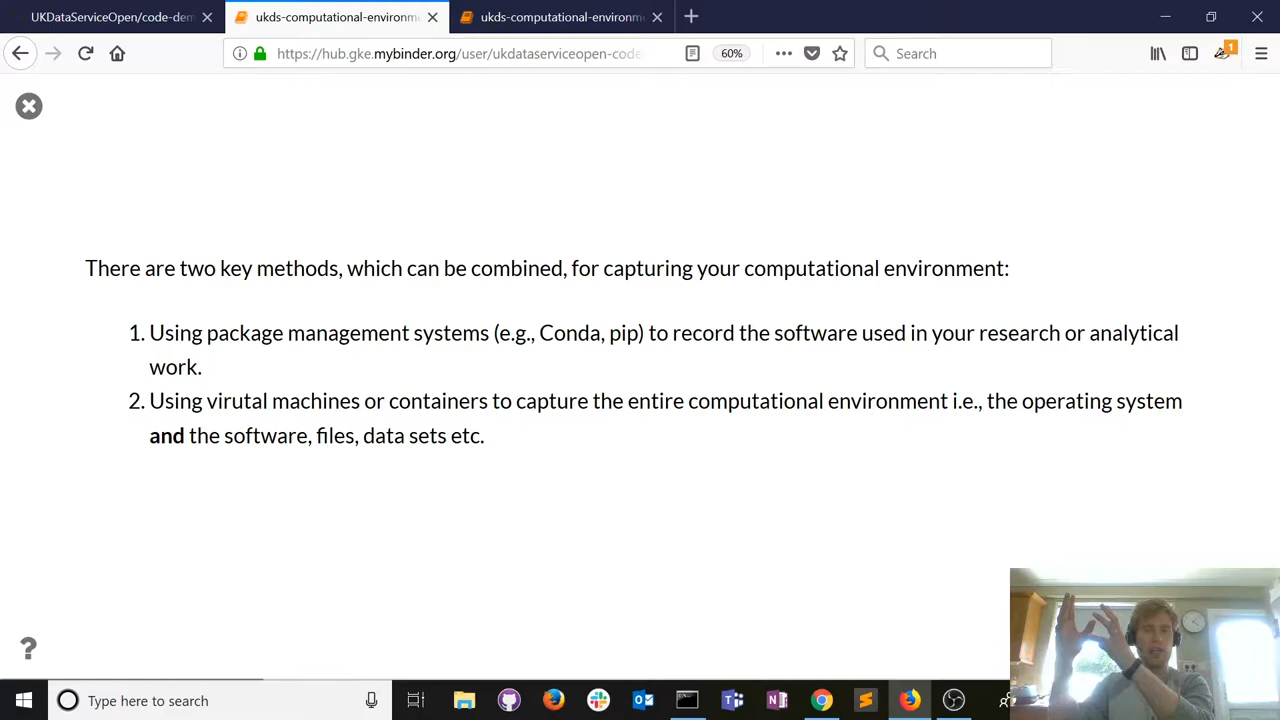 UKDataServiceOpen/code-dem
ukds-computational-environm
ukds-computational-environm
https://hub.gke.mybinder.org/user/ukdataserviceopen-code-
60%
Search
1
There are two key methods, which can be combined, for capturing your computational environment:
1. Using package management systems (e.g., Conda, pip) to record the software used in your research or analytical
work.
2. Using virutal machines or containers to capture the entire computational environment i.e., the operating system
and the software, files, data sets etc.
?
Type here to search